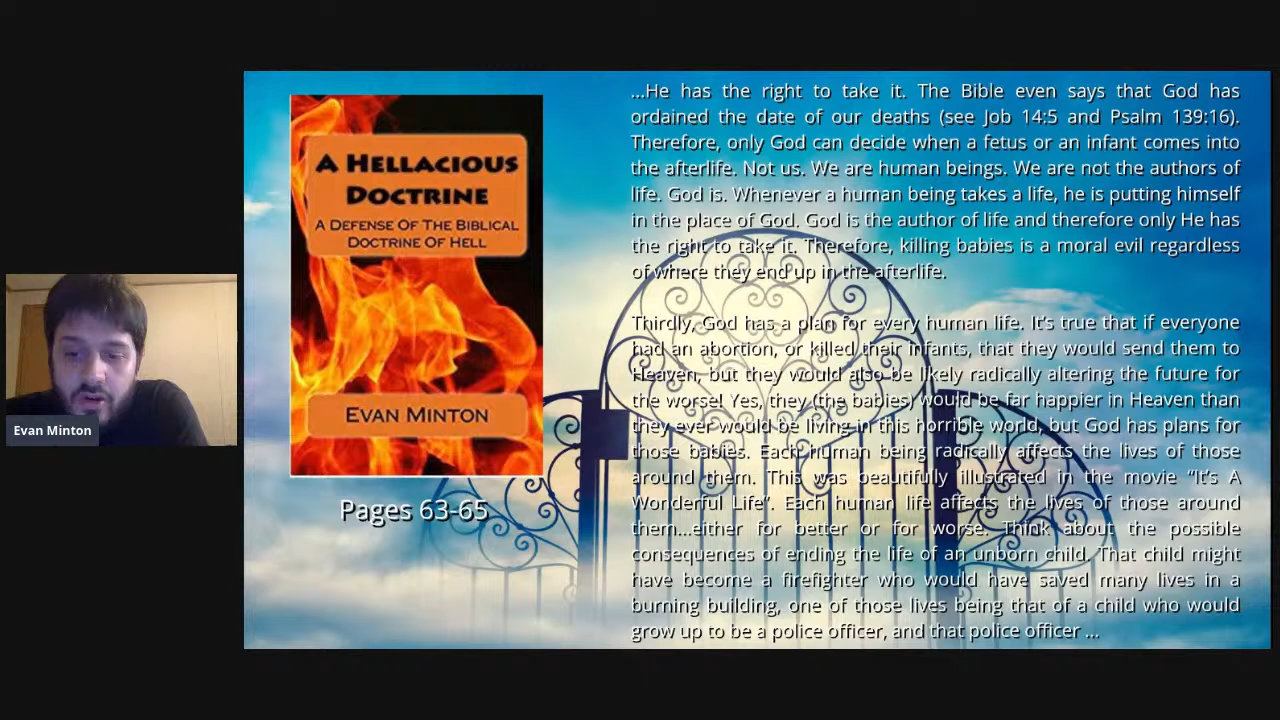 A HELLACIOUS
DOCTRINE
A DEFENSE OF THE BIBLICAL
DOCTRINE OF HELL
EVAN MINTON
Pages 63-65
Evan Minton
...He has the right to take it. The Bible even says that God has
ordained the date of our deaths (see Job 14:5 and Psalm 139:16).
Therefore, only God can decide when a fetus or an infant comes into
the afterlife. Not us. We are human beings. We are not the authors of
life. God is. Whenever a human being takes a life, he is putting himself
in the place of God. God is the author of life and therefore only He has
the right to take it. Therefore, killing babies is a moral evil regardless
of where they end up in the afterlife.
Thirdly, God has a plan for every human life. It's true that if everyone
had an abortion, or killed their infants, that they would send them to
Heaven, but they would also be likely radically altering the future for
the worse! Yes, they (the babies) would be far happier in Heaven than
they ever would be living in this horrible world, but God has plans for
those babies. Each human being radically affects the lives of those
around them. This was beautifully illustrated in the movie “It's A
Wonderful Life”. Each human life affects the lives of those around
them...either for better or for worse. Think about the possible
consequences of ending the life of an unborn child. That child might
have become a firefighter who would have saved many lives in a
burning building, one of those lives being that of a child who would
grow up to be a police officer, and that police officer ...